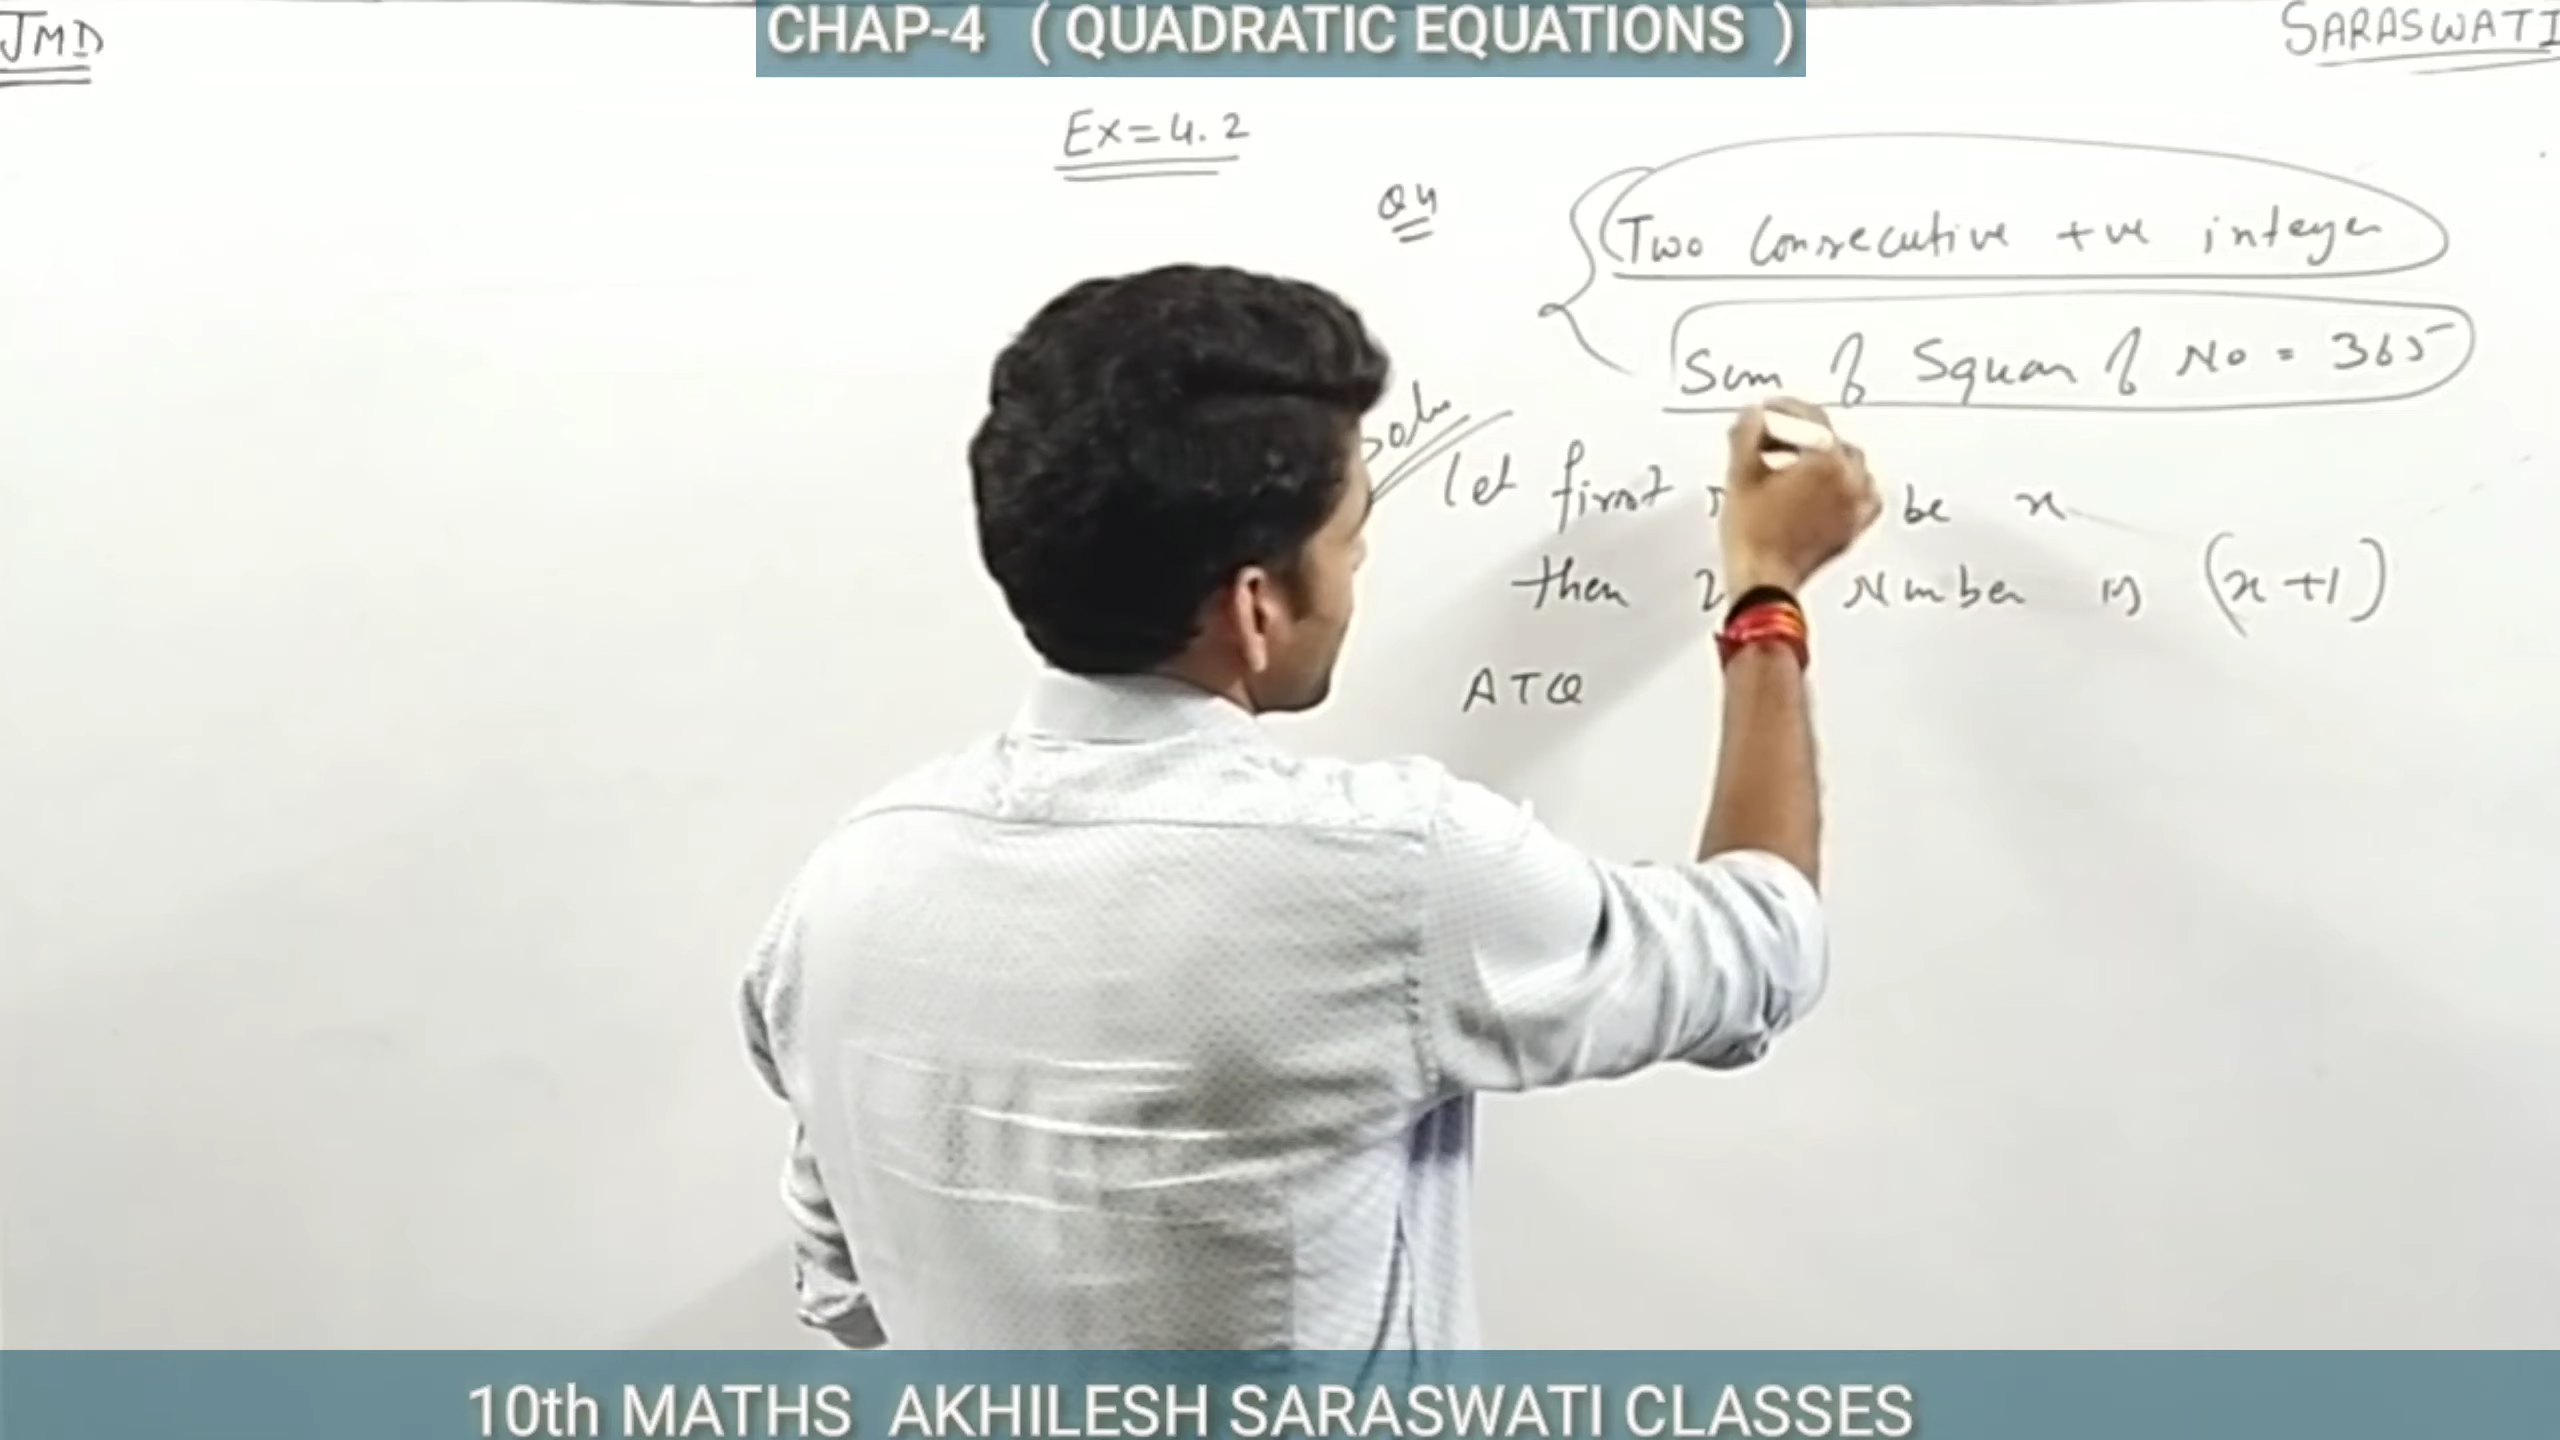 JMD
CHAP-4 ( QUADRATIC EQUATIONS )
SARASWATI
Ex=4.2
Q4
Two Consecutive +ve integer
Sum of Square of No = 365
Soln
let first be x
then 2 Number is (x+1)
ATQ
10th MATHS AKHILESH SARASWATI CLASSES